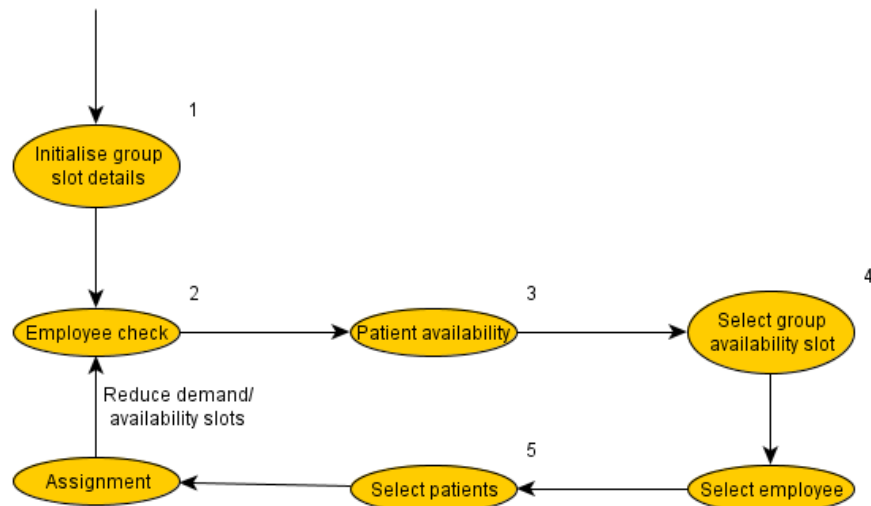 1
Initialise group
slot details
2
3
4
Employee check
Patient availability
Select group
availability slot
Reduce demand/
availability slots
5
Assignment
Select patients
Select employee